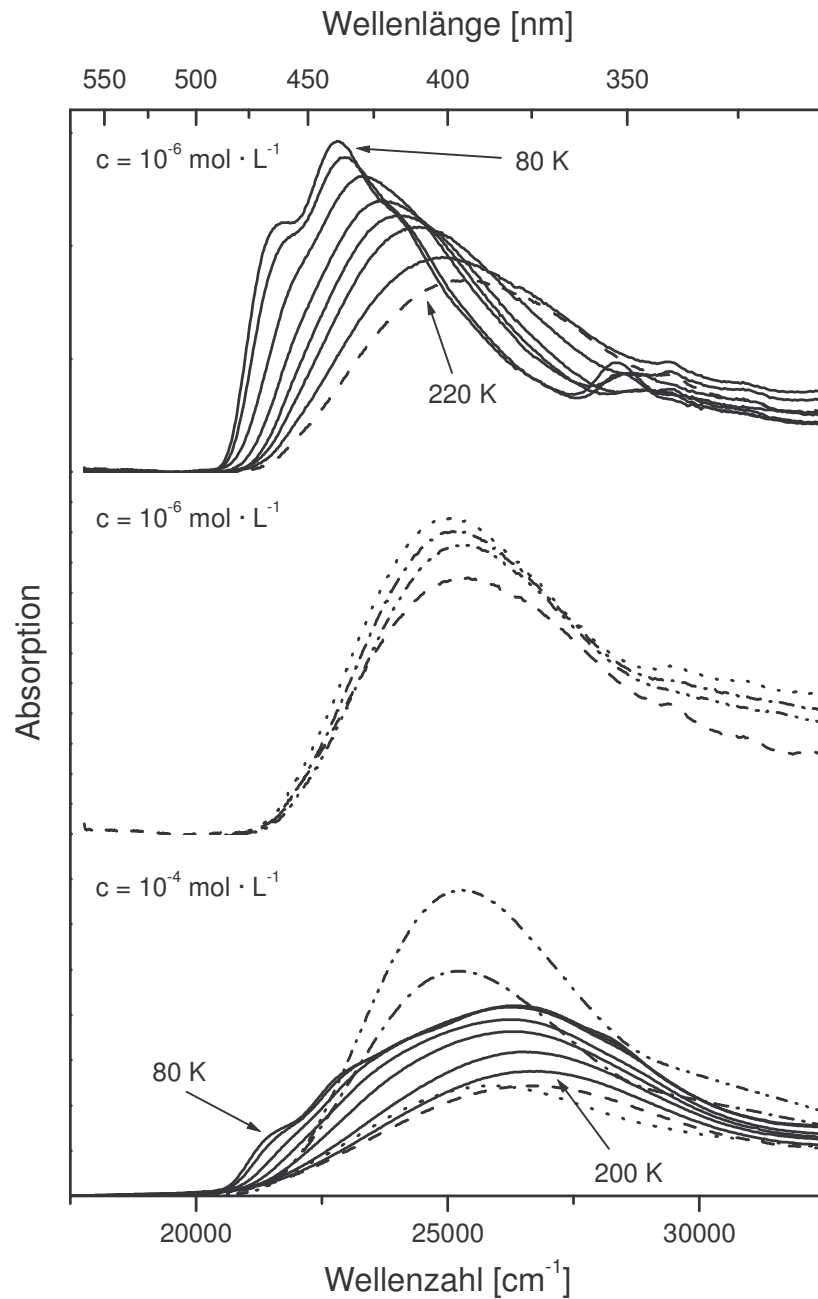 Wellenlänge [nm]
550 500 450 400 350
c = 10⁻⁶ mol · L⁻¹
80 K
220 K
c = 10⁻⁶ mol · L⁻¹
Absorption
c = 10⁻⁴ mol · L⁻¹
80 K
200 K
20000 25000 30000
Wellenzahl [cm⁻¹]